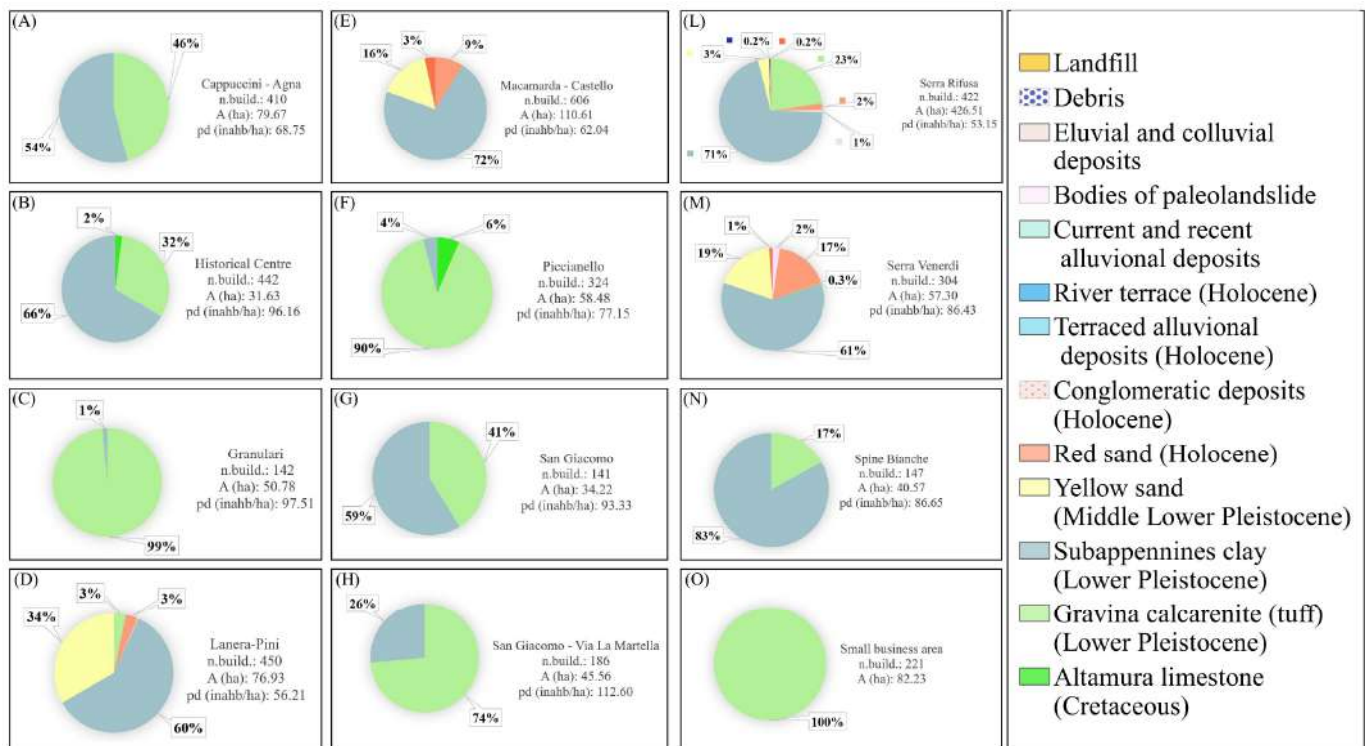 (A)
46%
54%
Cappuccini - Agna
n.build.: 410
A (ha): 79.67
pd (inahb/ha): 68.75
(E)
3%
9%
16%
72%
Macamarda - Castello
n.build.: 606
A (ha): 110.61
pd (inahb/ha): 62.04
(L)
0.2%
0.2%
3%
23%
2%
1%
71%
Serra Rifusa
n.build.: 422
A (ha): 426.51
pd (inahb/ha): 53.15
(B)
2%
32%
66%
Historical Centre
n.build.: 442
A (ha): 31.63
pd (inahb/ha): 96.16
(F)
4%
6%
90%
Piccianello
n.build.: 324
A (ha): 58.48
pd (inahb/ha): 77.15
(M)
1%
2%
19%
17%
0.3%
61%
Serra Venerdì
n.build.: 304
A (ha): 57.30
pd (inahb/ha): 86.43
(C)
1%
99%
Granulari
n.build.: 142
A (ha): 50.78
pd (inahb/ha): 97.51
(G)
41%
59%
San Giacomo
n.build.: 141
A (ha): 34.22
pd (inahb/ha): 93.33
(N)
17%
83%
Spine Bianche
n.build.: 147
A (ha): 40.57
pd (inahb/ha): 86.65
(D)
3%
3%
34%
60%
Lanera-Pini
n.build.: 450
A (ha): 76.93
pd (inahb/ha): 56.21
(H)
26%
74%
San Giacomo - Via La Martella
n.build.: 186
A (ha): 45.56
pd (inahb/ha): 112.60
(O)
100%
Small business area
n.build.: 221
A (ha): 82.23
Landfill
Debris
Eluvial and colluvial
deposits
Bodies of paleolandslide
Current and recent
alluvional deposits
River terrace (Holocene)
Terraced alluvional
deposits (Holocene)
Conglomeratic deposits
(Holocene)
Red sand (Holocene)
Yellow sand
(Middle Lower Pleistocene)
Subappennines clay
(Lower Pleistocene)
Gravina calcarenite (tuff)
(Lower Pleistocene)
Altamura limestone
(Cretaceous)